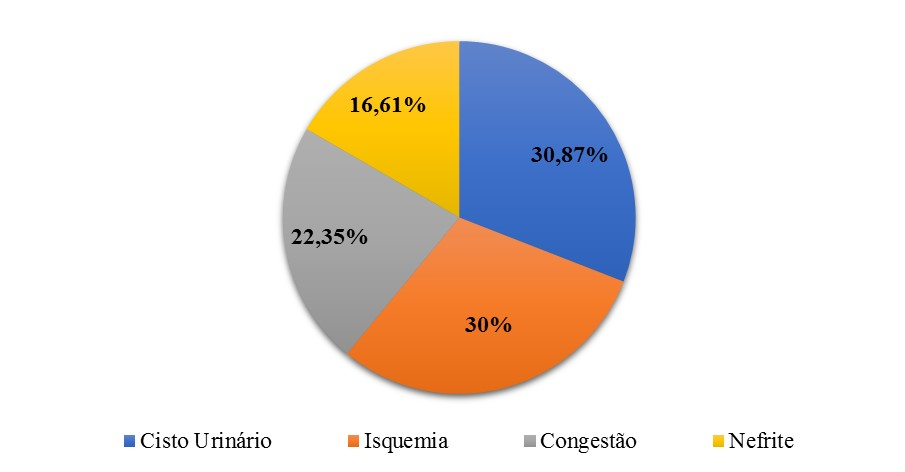 16,61%
30,87%
22,35%
30%
Cisto Urinário Isquemia Congestão Nefrite